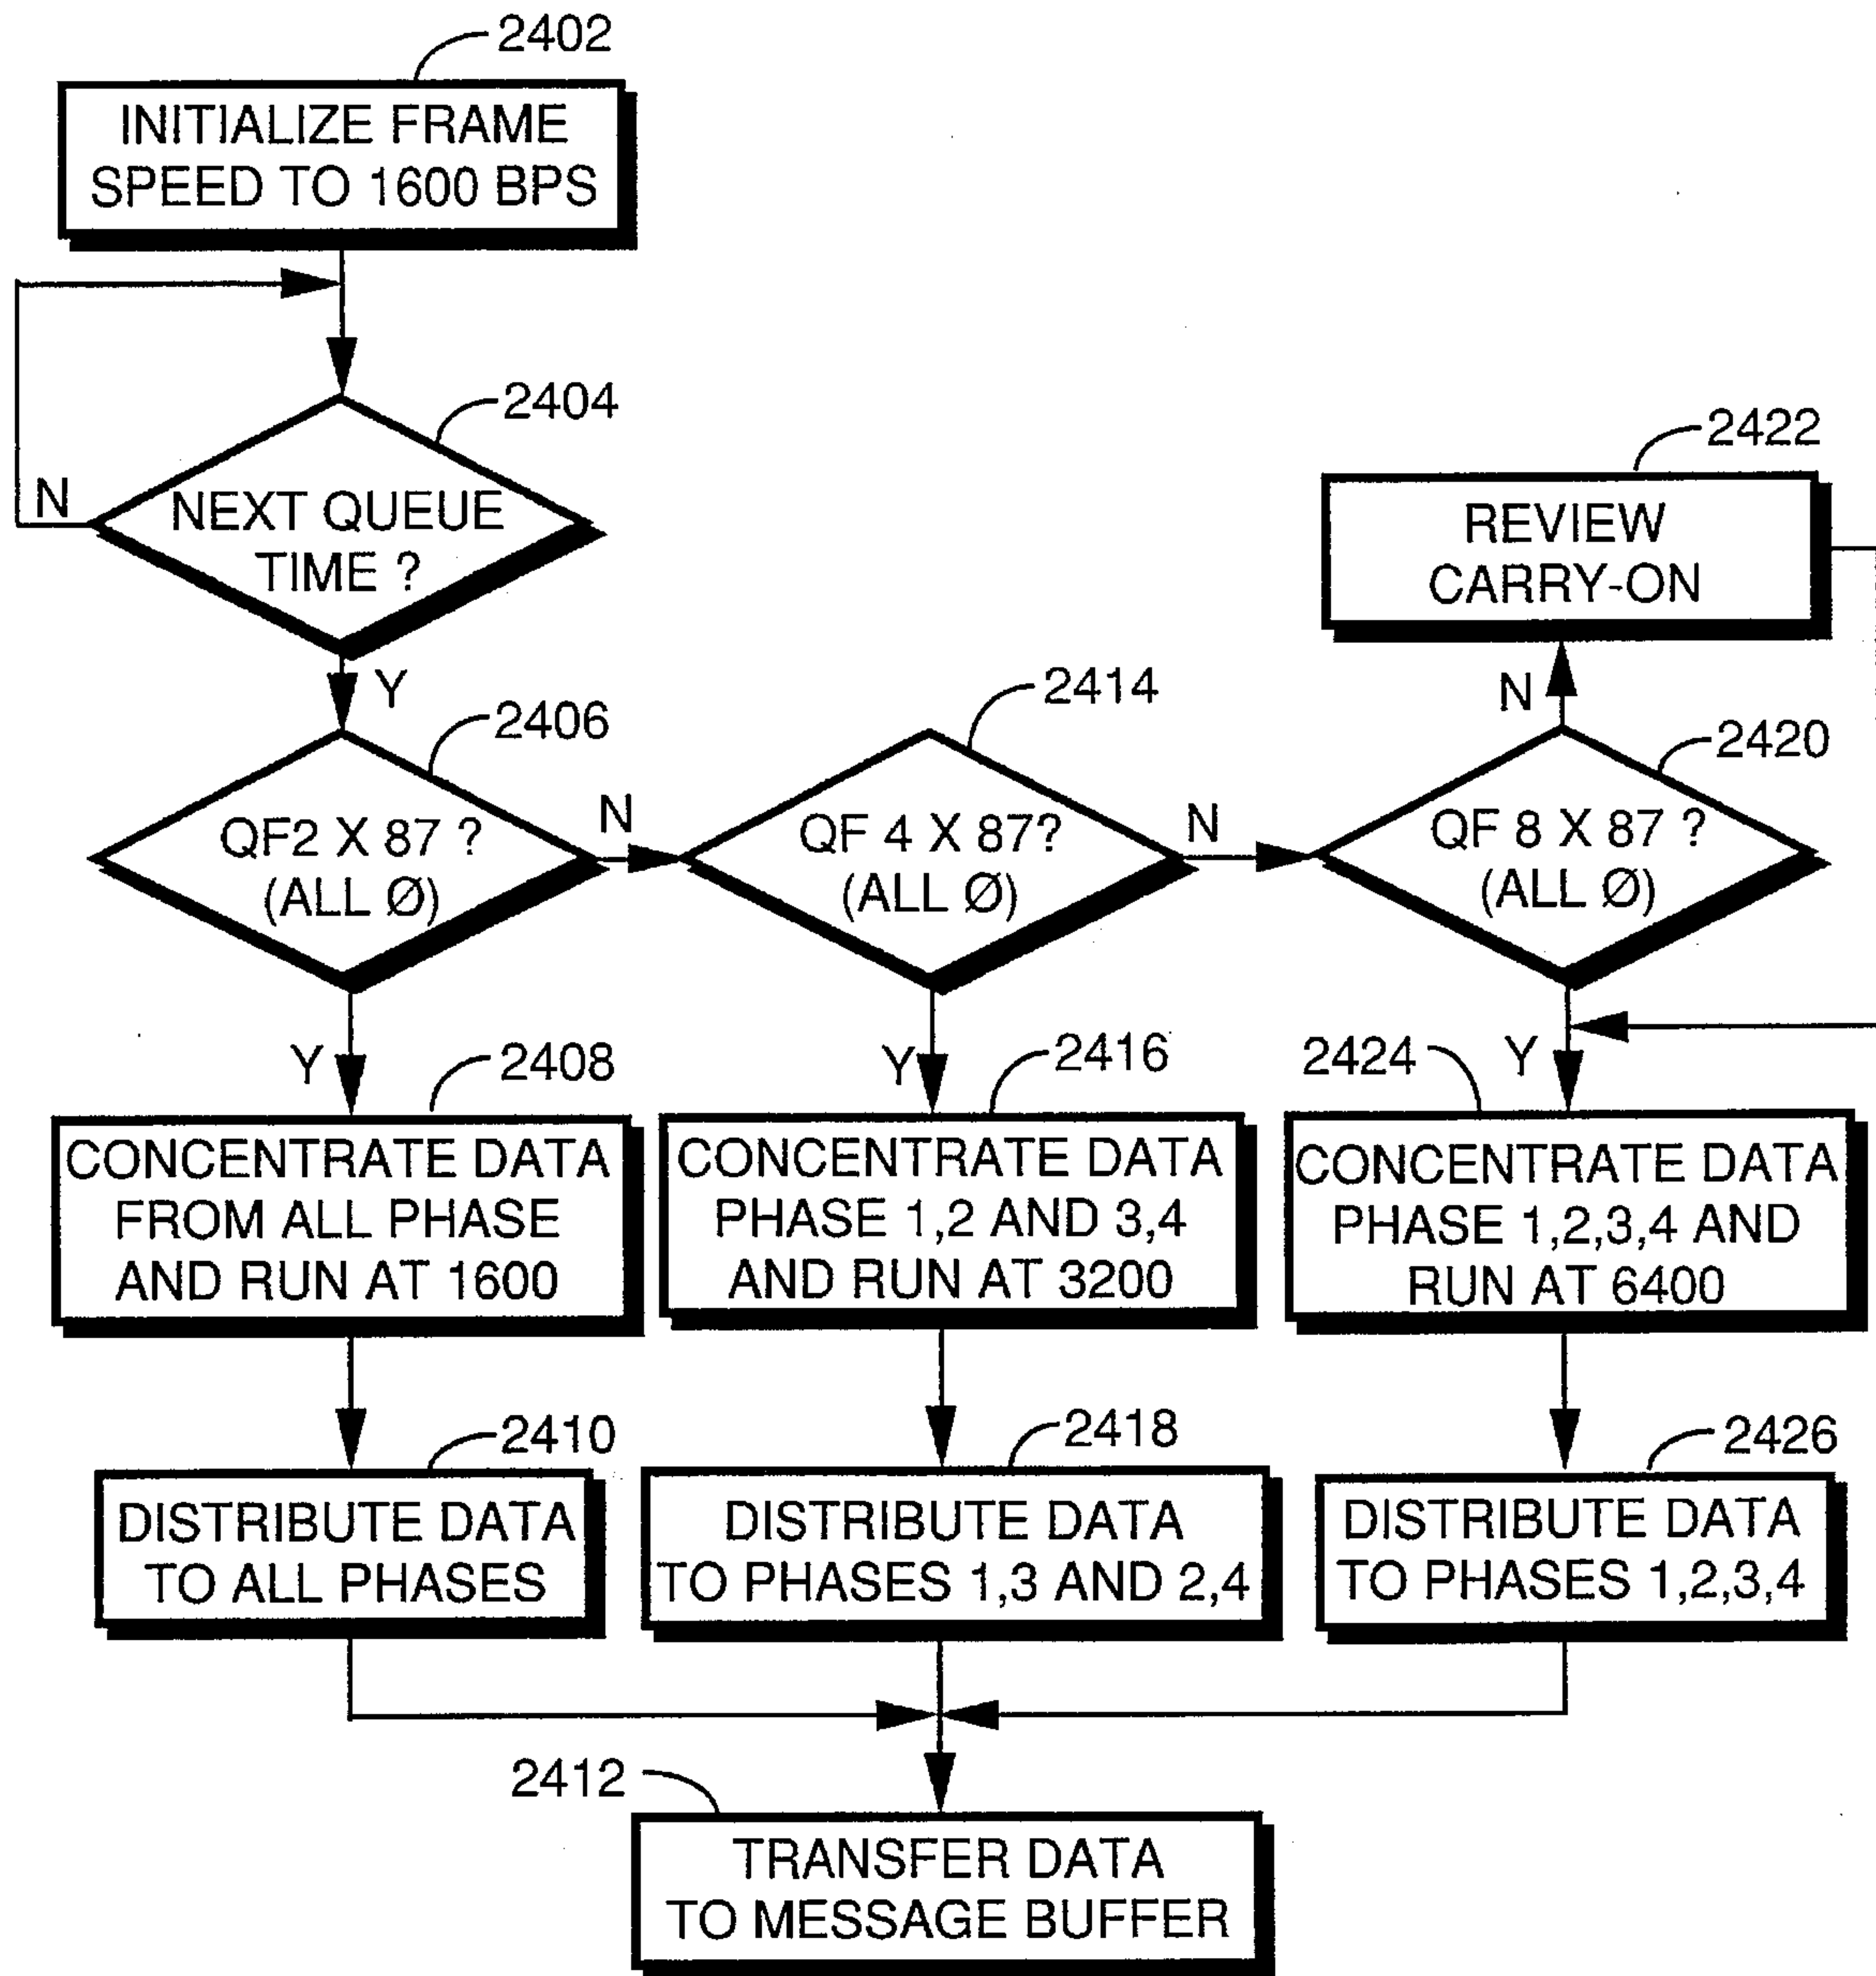 2402
INITIALIZE FRAME
SPEED TO 1600 BPS
2404
N
NEXT QUEUE
TIME ?
Y
2422
REVIEW
CARRY-ON
N
2406
QF2 X 87 ?
(ALL Ø)
N
2414
QF 4 X 87?
(ALL Ø)
N
2420
QF 8 X 87 ?
(ALL Ø)
Y
2408
CONCENTRATE DATA
FROM ALL PHASE
AND RUN AT 1600
Y
2416
CONCENTRATE DATA
PHASE 1,2 AND 3,4
AND RUN AT 3200
2424
Y
CONCENTRATE DATA
PHASE 1,2,3,4 AND
RUN AT 6400
2410
DISTRIBUTE DATA
TO ALL PHASES
2418
DISTRIBUTE DATA
TO PHASES 1,3 AND 2,4
2426
DISTRIBUTE DATA
TO PHASES 1,2,3,4
2412
TRANSFER DATA
TO MESSAGE BUFFER